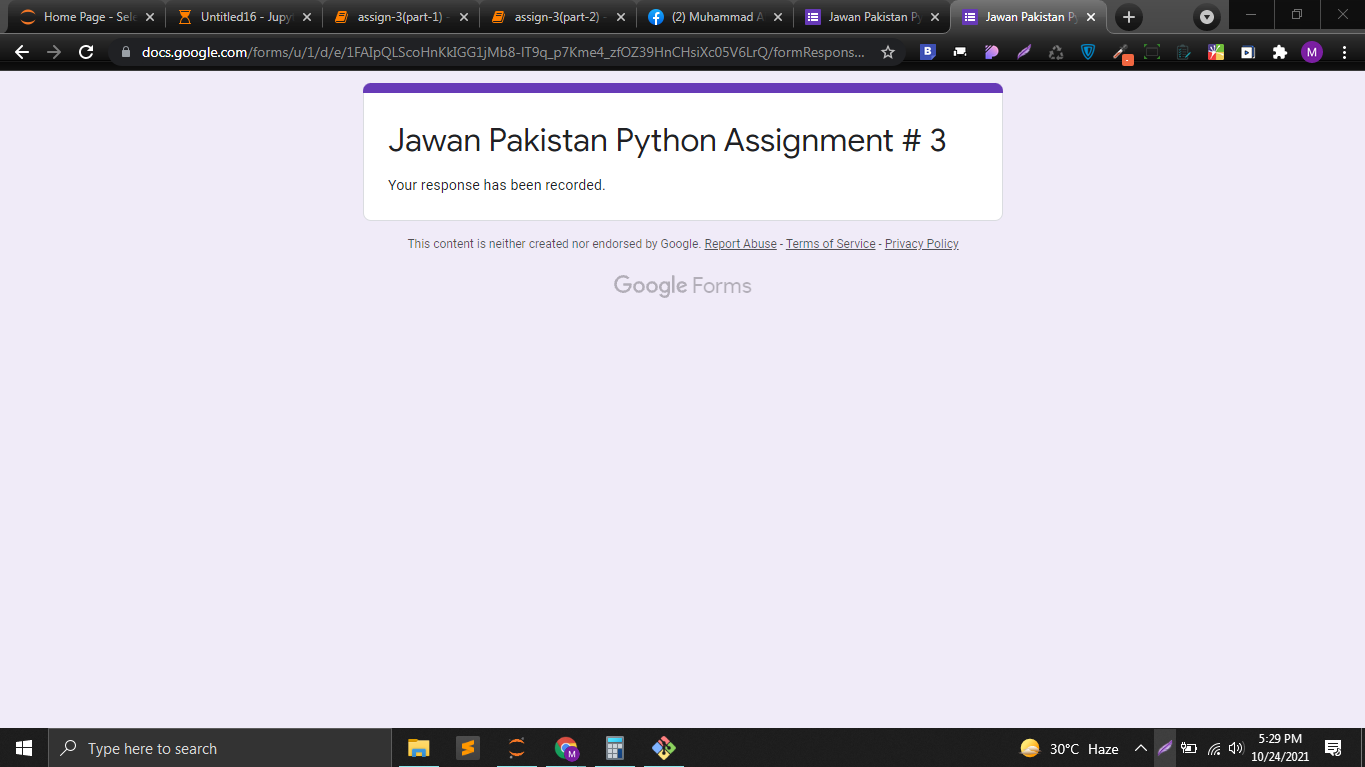 Home Page - Sele
Untitled16 - Jupy
assign-3(part-1) -
assign-3(part-2) -
(2) Muhammad A
Jawan Pakistan Py
Jawan Pakistan Py
docs.google.com/forms/u/1/d/e/1FAIpQLScoHnKkIGG1jMb8-IT9q_p7Kme4_zfOZ39HnCHsiXc05V6LrQ/formRespons...
B
M
Jawan Pakistan Python Assignment # 3
Your response has been recorded.
This content is neither created nor endorsed by Google. Report Abuse - Terms of Service - Privacy Policy
Google Forms
Type here to search
M
30°C Haze
5:29 PM
10/24/2021